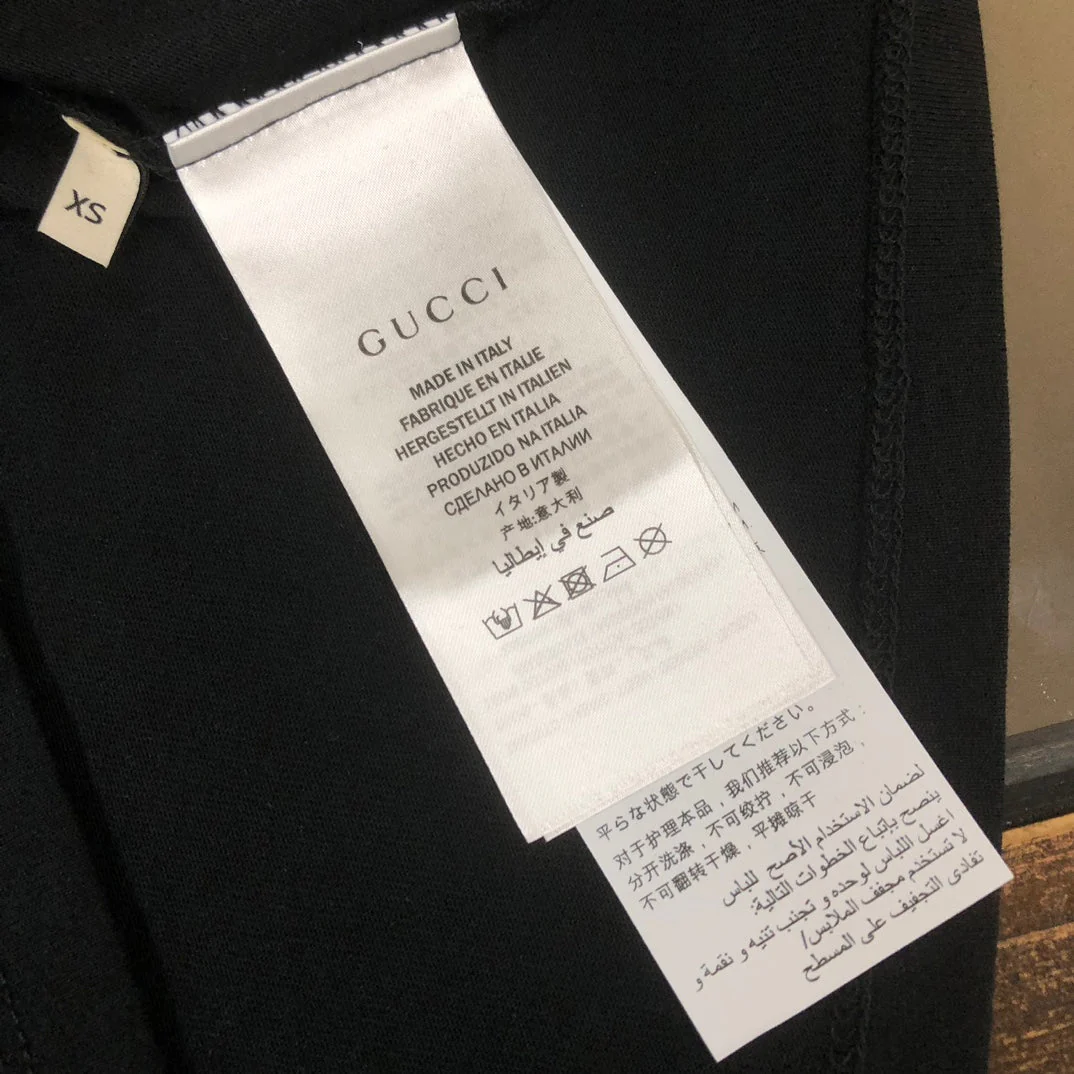 XS
GUCCI
MADE IN ITALY
FABRIQUE EN ITALIE
HERGESTELLT IN ITALIEN
HECHO EN ITALIA
PRODUZIDO NA ITALIA
СДЕЛАНО В ИТАЛИИ
イタリア製
产地:意大利
صنع في إيطاليا
平らな状態で干してください。
对于护理本品，我们推荐以下方式：
分开洗涤，不可绞拧，不可浸泡，
不可翻转干燥，平摊晾干
لضمان الاستخدام الأصح للباس
ينصح بإتباع الخطوات التالية:
اغسل اللباس لوحده و تجنب ثنيه و نقعه و
لا تستخدم مجفف الملابس/
تفادى التجفيف على المسطح